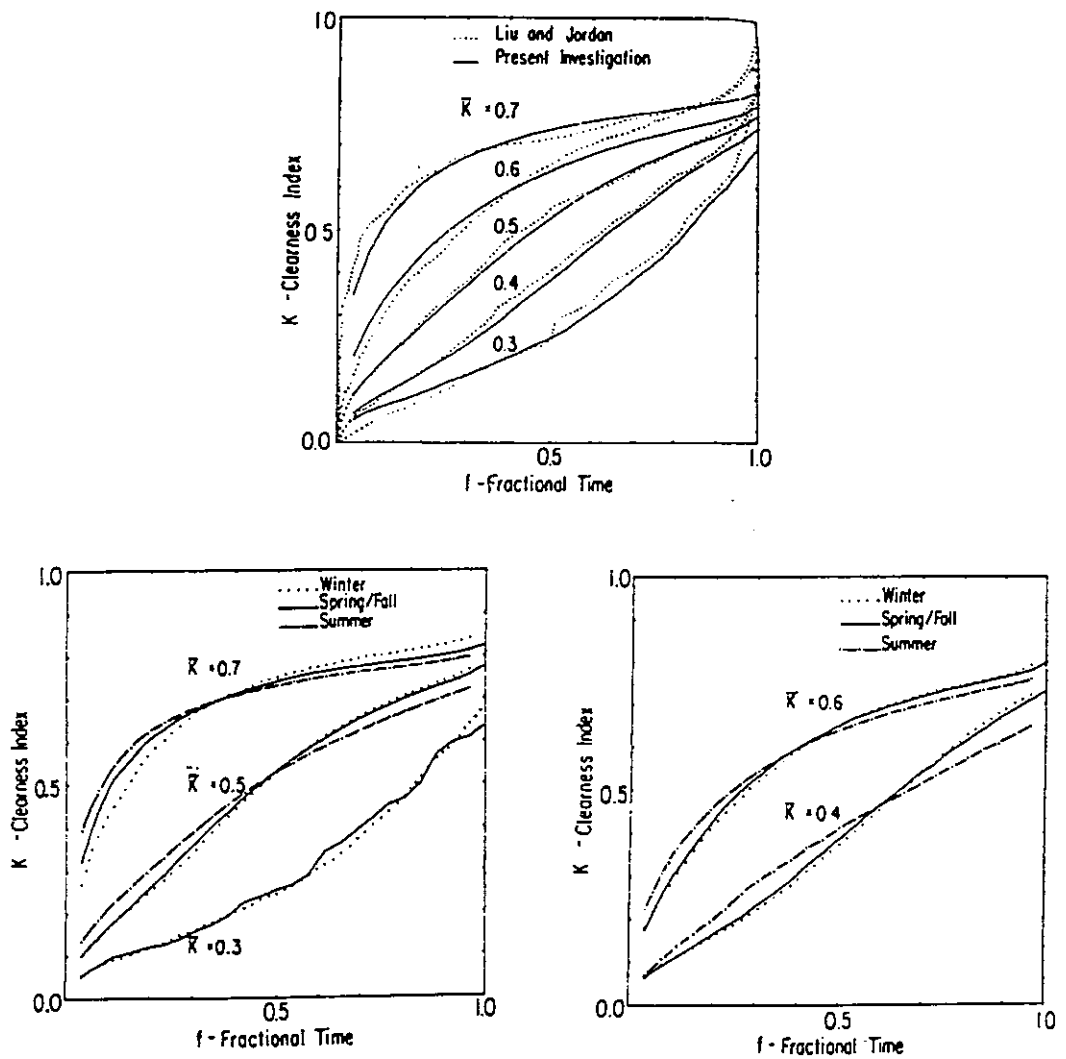 1.0
Liu and Jordan
Present Investigation
K̄ = 0.7
0.6
0.5
0.5
0.4
0.3
0.0
0.5
1.0
K - Clearness Index
f - Fractional Time
1.0
Winter
Spring/Fall
Summer
K̄ = 0.7
K̄ = 0.5
0.5
K̄ = 0.3
0.0
0.5
1.0
K - Clearness Index
f - Fractional Time
1.0
Winter
Spring/Fall
Summer
K̄ = 0.6
0.5
K̄ = 0.4
0.0
0.5
10
K - Clearness Index
f - Fractional Time